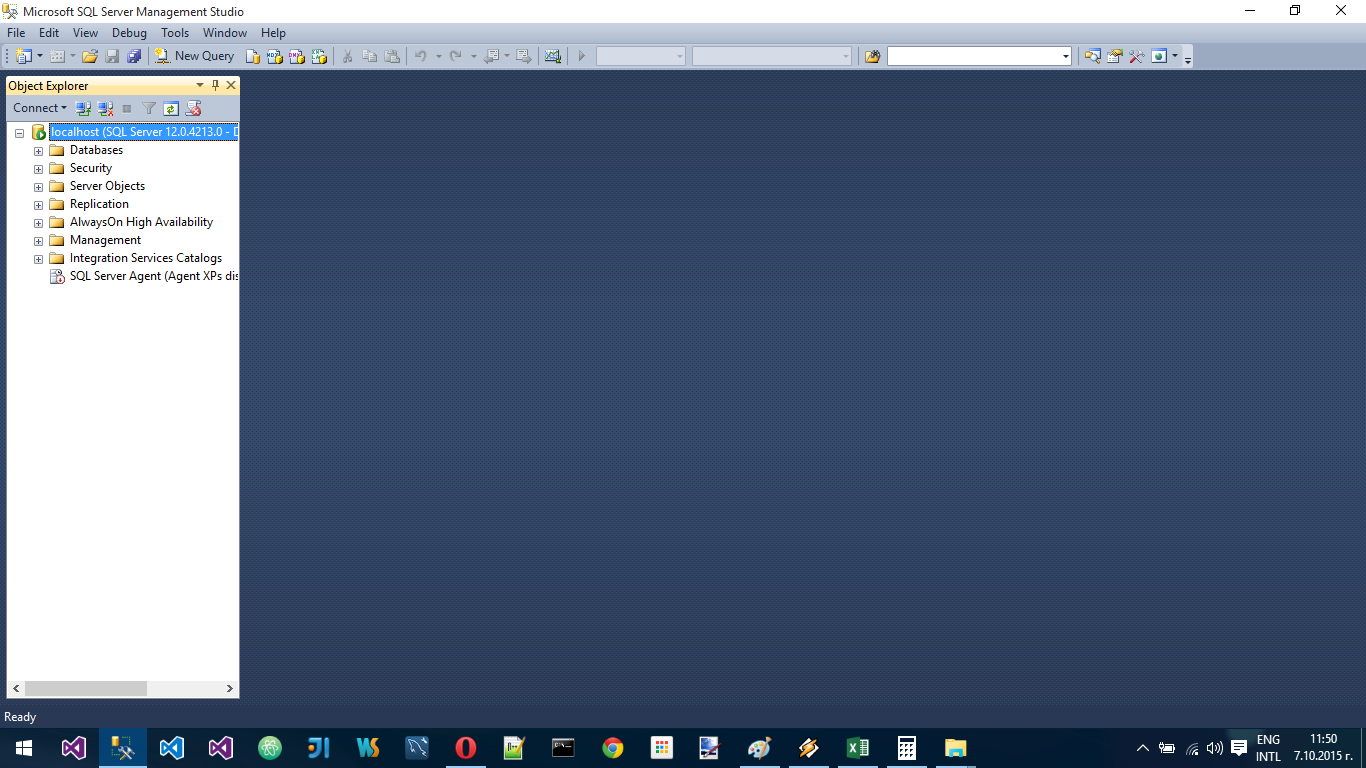 Microsoft SQL Server Management Studio
File Edit View Debug Tools Window Help
New Query
Object Explorer
Connect
localhost (SQL Server 12.0.4213.0 - D
Databases
Security
Server Objects
Replication
AlwaysOn High Availability
Management
Integration Services Catalogs
SQL Server Agent (Agent XPs dis
Ready
ENG
INTL
11:50
7.10.2015 г.